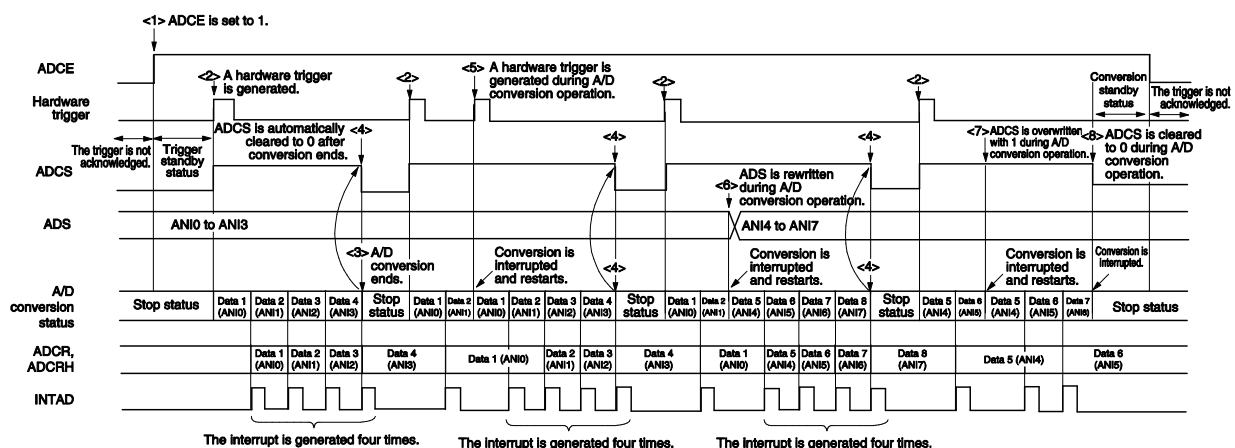 <1> ADCE is set to 1.
ADCE
<2> A hardware trigger
is generated.
<2>
<5> A hardware trigger is
generated during A/D
conversion operation.
<2>
<2>
Conversion
standby
status
The trigger is not
acknowledged.
Hardware
trigger
The trigger is not
acknowledged.
Trigger
standby
status
ADCS is automatically
cleared to 0 after
conversion ends.
<4>
<4>
<4>
<7> ADCS is overwritten
with 1 during A/D
conversion operation.
<8> ADCS is cleared
to 0 during A/D
conversion
operation.
ADCS
<6> ADS is rewritten
during A/D
conversion operation.
ADS
ANI0 to ANI3
ANI4 to ANI7
<3> A/D
conversion
ends.
Conversion is
interrupted
and restarts.
<4>
Conversion is
interrupted
and restarts.
<4>
Conversion is
interrupted
and restarts.
Conversion is
interrupted.
A/D
conversion
status
Stop status
Data 1
(ANI0)
Data 2
(ANI1)
Data 3
(ANI2)
Data 4
(ANI3)
Stop
status
Data 1
(ANI0)
Data 2
(ANI1)
Data 1
(ANI0)
Data 2
(ANI1)
Data 3
(ANI2)
Data 4
(ANI3)
Stop
status
Data 1
(ANI0)
Data 2
(ANI1)
Data 5
(ANI4)
Data 6
(ANI5)
Data 7
(ANI6)
Data 8
(ANI7)
Stop
status
Data 5
(ANI4)
Data 6
(ANI5)
Data 5
(ANI4)
Data 6
(ANI5)
Data 7
(ANI6)
Stop status
ADCR,
ADCRH
Data 1
(ANI0)
Data 2
(ANI1)
Data 3
(ANI2)
Data 4
(ANI3)
Data 1 (ANI0)
Data 2
(ANI1)
Data 3
(ANI2)
Data 4
(ANI3)
Data 1
(ANI0)
Data 5
(ANI4)
Data 6
(ANI5)
Data 7
(ANI6)
Data 8
(ANI7)
Data 5 (ANI4)
Data 6
(ANI5)
INTAD
The interrupt is generated four times.
The interrupt is generated four times.
The interrupt is generated four times.